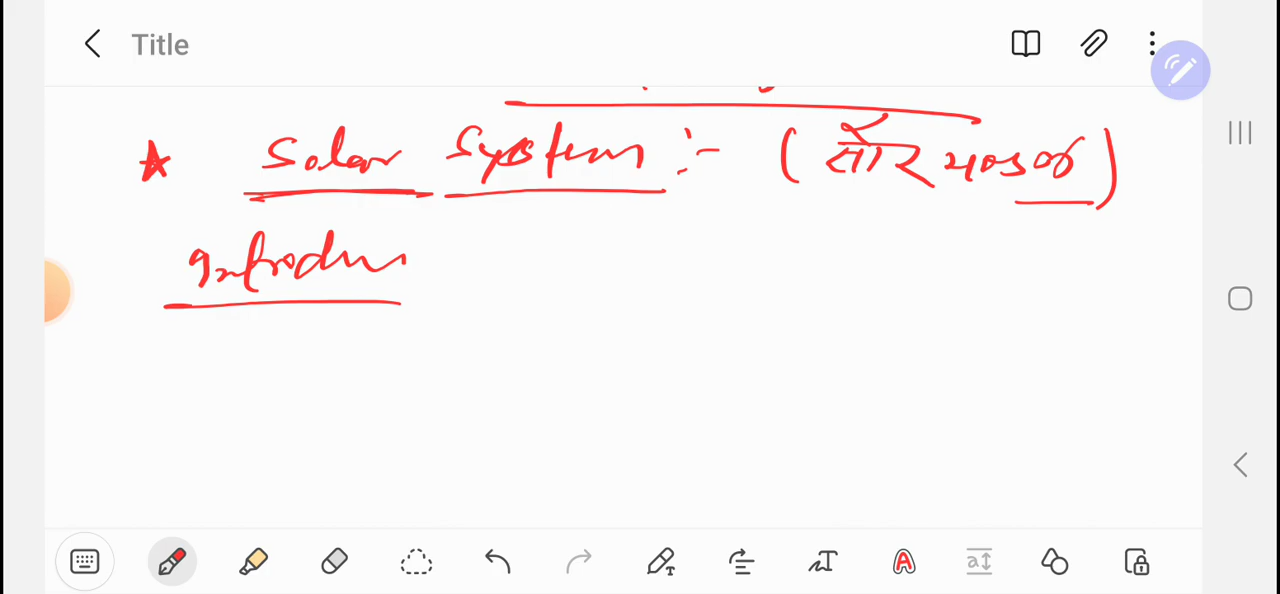 Title
★ Solar System :- (सौर मण्डल)
Introdu